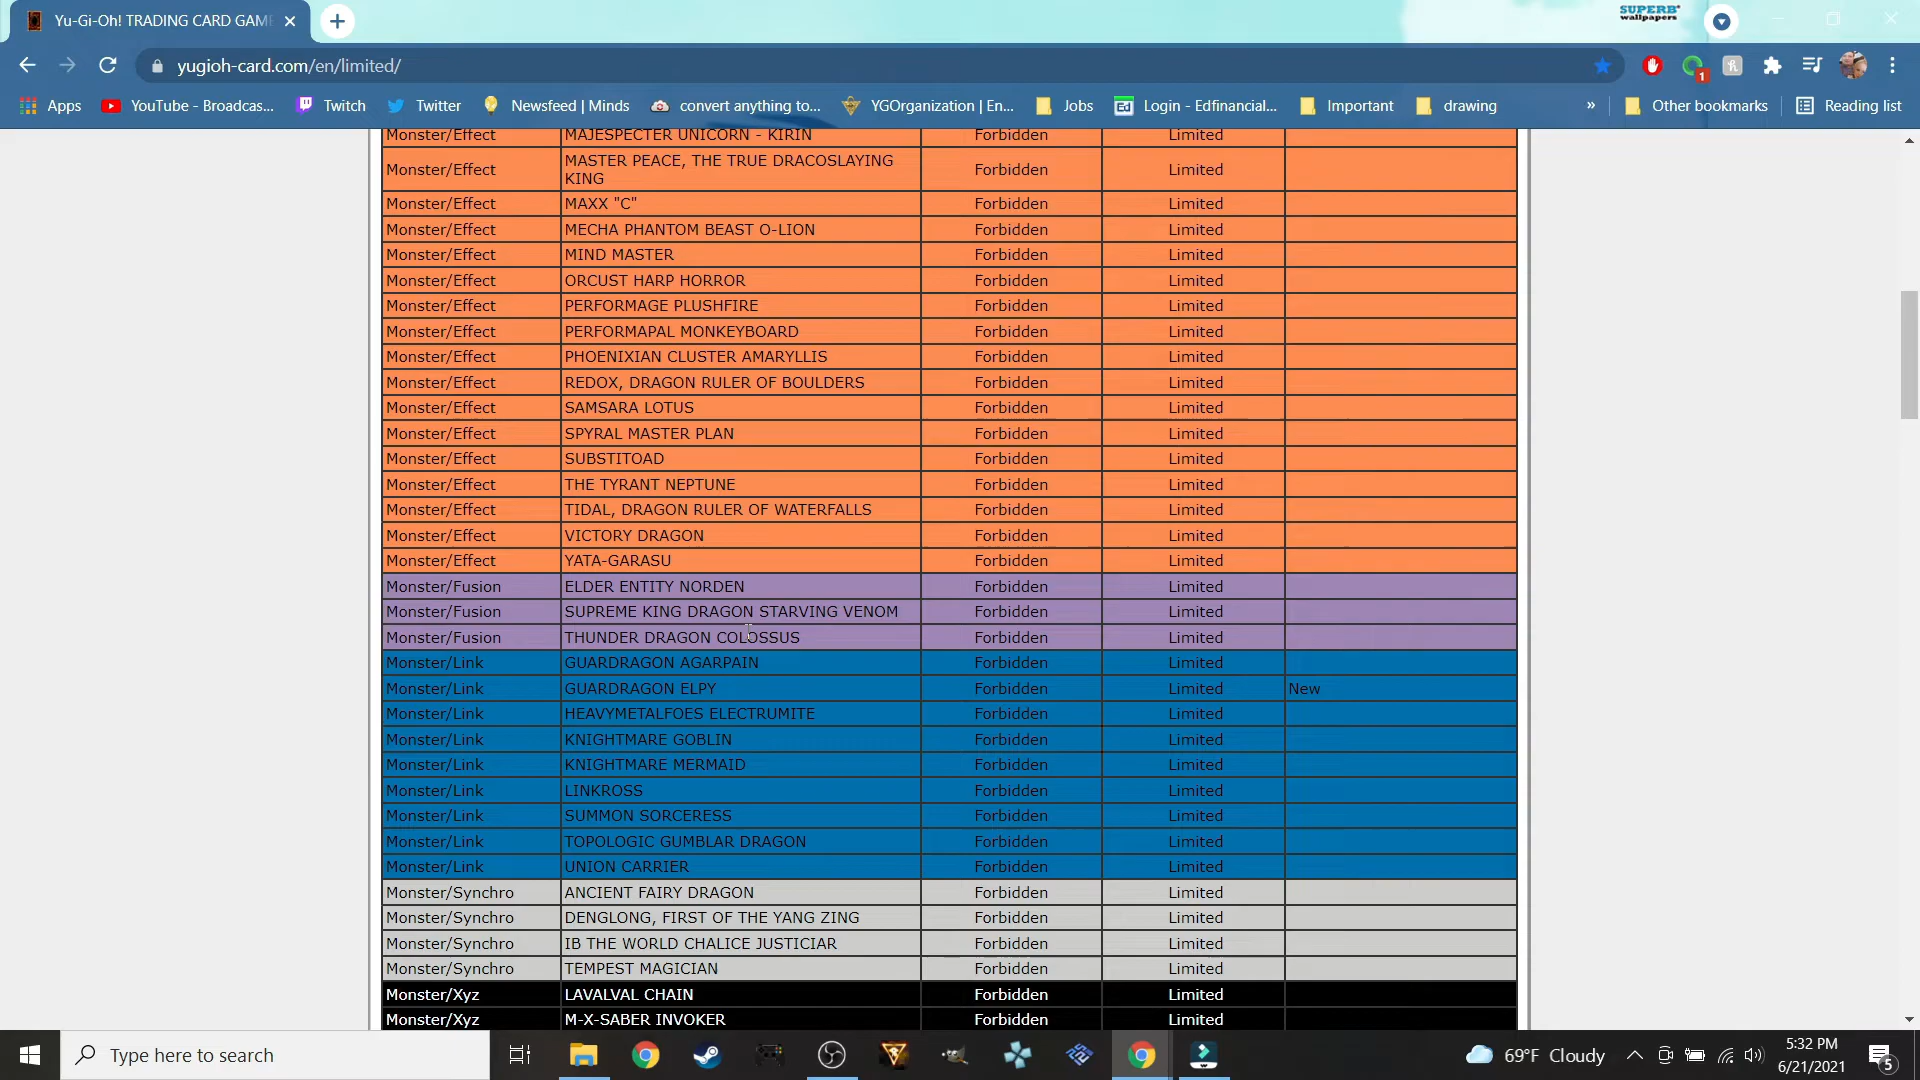 Yu-Gi-Oh! TRADING CARD GAM
SUPERB
wallpapers
yugioh-card.com/en/limited/
1
Apps YouTube - Broadcas... Twitch Twitter Newsfeed | Minds convert anything to... YGOrganization | En... Jobs Ed Login - Edfinancial... Important drawing » Other bookmarks Reading list
Monster/Effect MAJESPECTER UNICORN - KIRIN Forbidden Limited
Monster/Effect MASTER PEACE, THE TRUE DRACOSLAYING KING Forbidden Limited
Monster/Effect MAXX "C" Forbidden Limited
Monster/Effect MECHA PHANTOM BEAST O-LION Forbidden Limited
Monster/Effect MIND MASTER Forbidden Limited
Monster/Effect ORCUST HARP HORROR Forbidden Limited
Monster/Effect PERFORMAGE PLUSHFIRE Forbidden Limited
Monster/Effect PERFORMAPAL MONKEYBOARD Forbidden Limited
Monster/Effect PHOENIXIAN CLUSTER AMARYLLIS Forbidden Limited
Monster/Effect REDOX, DRAGON RULER OF BOULDERS Forbidden Limited
Monster/Effect SAMSARA LOTUS Forbidden Limited
Monster/Effect SPYRAL MASTER PLAN Forbidden Limited
Monster/Effect SUBSTITOAD Forbidden Limited
Monster/Effect THE TYRANT NEPTUNE Forbidden Limited
Monster/Effect TIDAL, DRAGON RULER OF WATERFALLS Forbidden Limited
Monster/Effect VICTORY DRAGON Forbidden Limited
Monster/Effect YATA-GARASU Forbidden Limited
Monster/Fusion ELDER ENTITY NORDEN Forbidden Limited
Monster/Fusion SUPREME KING DRAGON STARVING VENOM Forbidden Limited
Monster/Fusion THUNDER DRAGON COLOSSUS Forbidden Limited
Monster/Link GUARDRAGON AGARPAIN Forbidden Limited
Monster/Link GUARDRAGON ELPY Forbidden Limited New
Monster/Link HEAVYMETALFOES ELECTRUMITE Forbidden Limited
Monster/Link KNIGHTMARE GOBLIN Forbidden Limited
Monster/Link KNIGHTMARE MERMAID Forbidden Limited
Monster/Link LINKROSS Forbidden Limited
Monster/Link SUMMON SORCERESS Forbidden Limited
Monster/Link TOPOLOGIC GUMBLAR DRAGON Forbidden Limited
Monster/Link UNION CARRIER Forbidden Limited
Monster/Synchro ANCIENT FAIRY DRAGON Forbidden Limited
Monster/Synchro DENGLONG, FIRST OF THE YANG ZING Forbidden Limited
Monster/Synchro IB THE WORLD CHALICE JUSTICIAR Forbidden Limited
Monster/Synchro TEMPEST MAGICIAN Forbidden Limited
Monster/Xyz LAVALVAL CHAIN Forbidden Limited
Monster/Xyz M-X-SABER INVOKER Forbidden Limited
Type here to search
69°F Cloudy
5:32 PM
6/21/2021
5